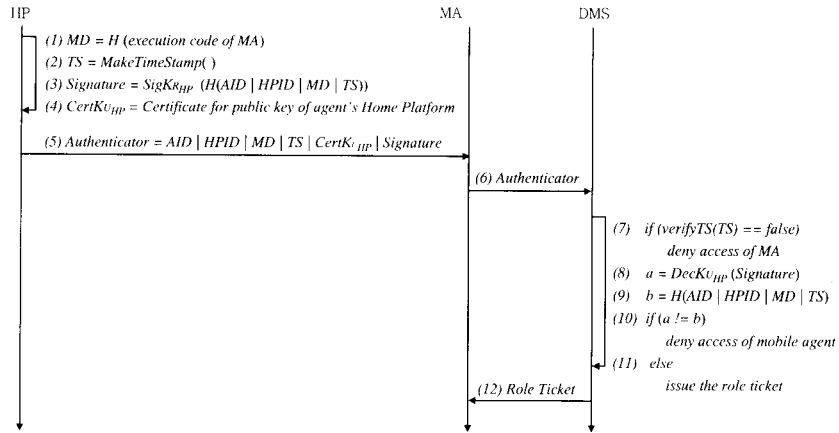 HP MA DMS
(1) MD = H (execution code of MA)
(2) TS = MakeTimeStamp( )
(3) Signature = SigKR_HP (H(AID | HPID | MD | TS))
(4) CertKU_HP = Certificate for public key of agent's Home Platform
(5) Authenticator = AID | HPID | MD | TS | CertKU_HP | Signature
(6) Authenticator
(7) if (verifyTS(TS) == false)
deny access of MA
(8) a = DecKU_HP (Signature)
(9) b = H(AID | HPID | MD | TS)
(10) if (a != b)
deny access of mobile agent
(11) else
issue the role ticket
(12) Role Ticket